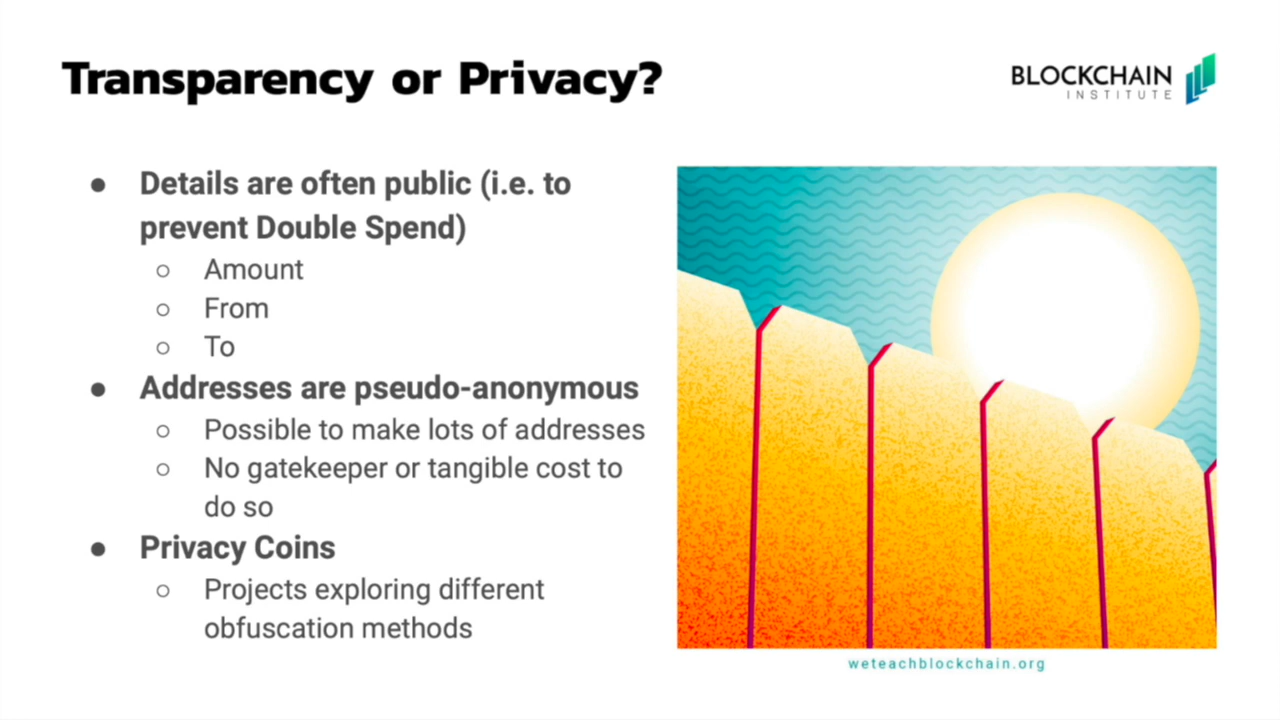 Transparency or Privacy?
BLOCKCHAIN
INSTITUTE
● Details are often public (i.e. to
prevent Double Spend)
○ Amount
○ From
○ To
● Addresses are pseudo-anonymous
○ Possible to make lots of addresses
○ No gatekeeper or tangible cost to
do so
● Privacy Coins
○ Projects exploring different
obfuscation methods
weteachblockchain.org